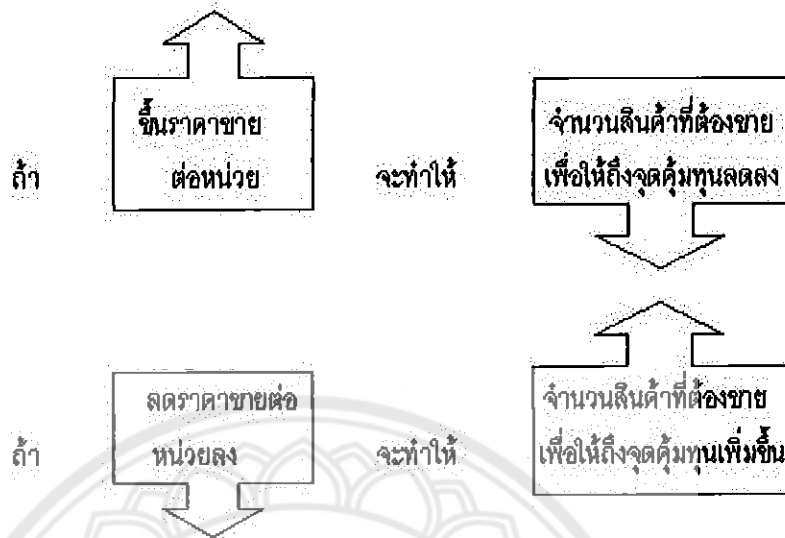 ขึ้นราคาขาย
ต่อหน่วย
ถ้า
จะทำให้
จำนวนสินค้าที่ต้องขาย
เพื่อให้ถึงจุดคุ้มทุนลดลง
ลดราคาขายต่อ
หน่วยลง
ถ้า
จะทำให้
จำนวนสินค้าที่ต้องขาย
เพื่อให้ถึงจุดคุ้มทุนเพิ่มขึ้น